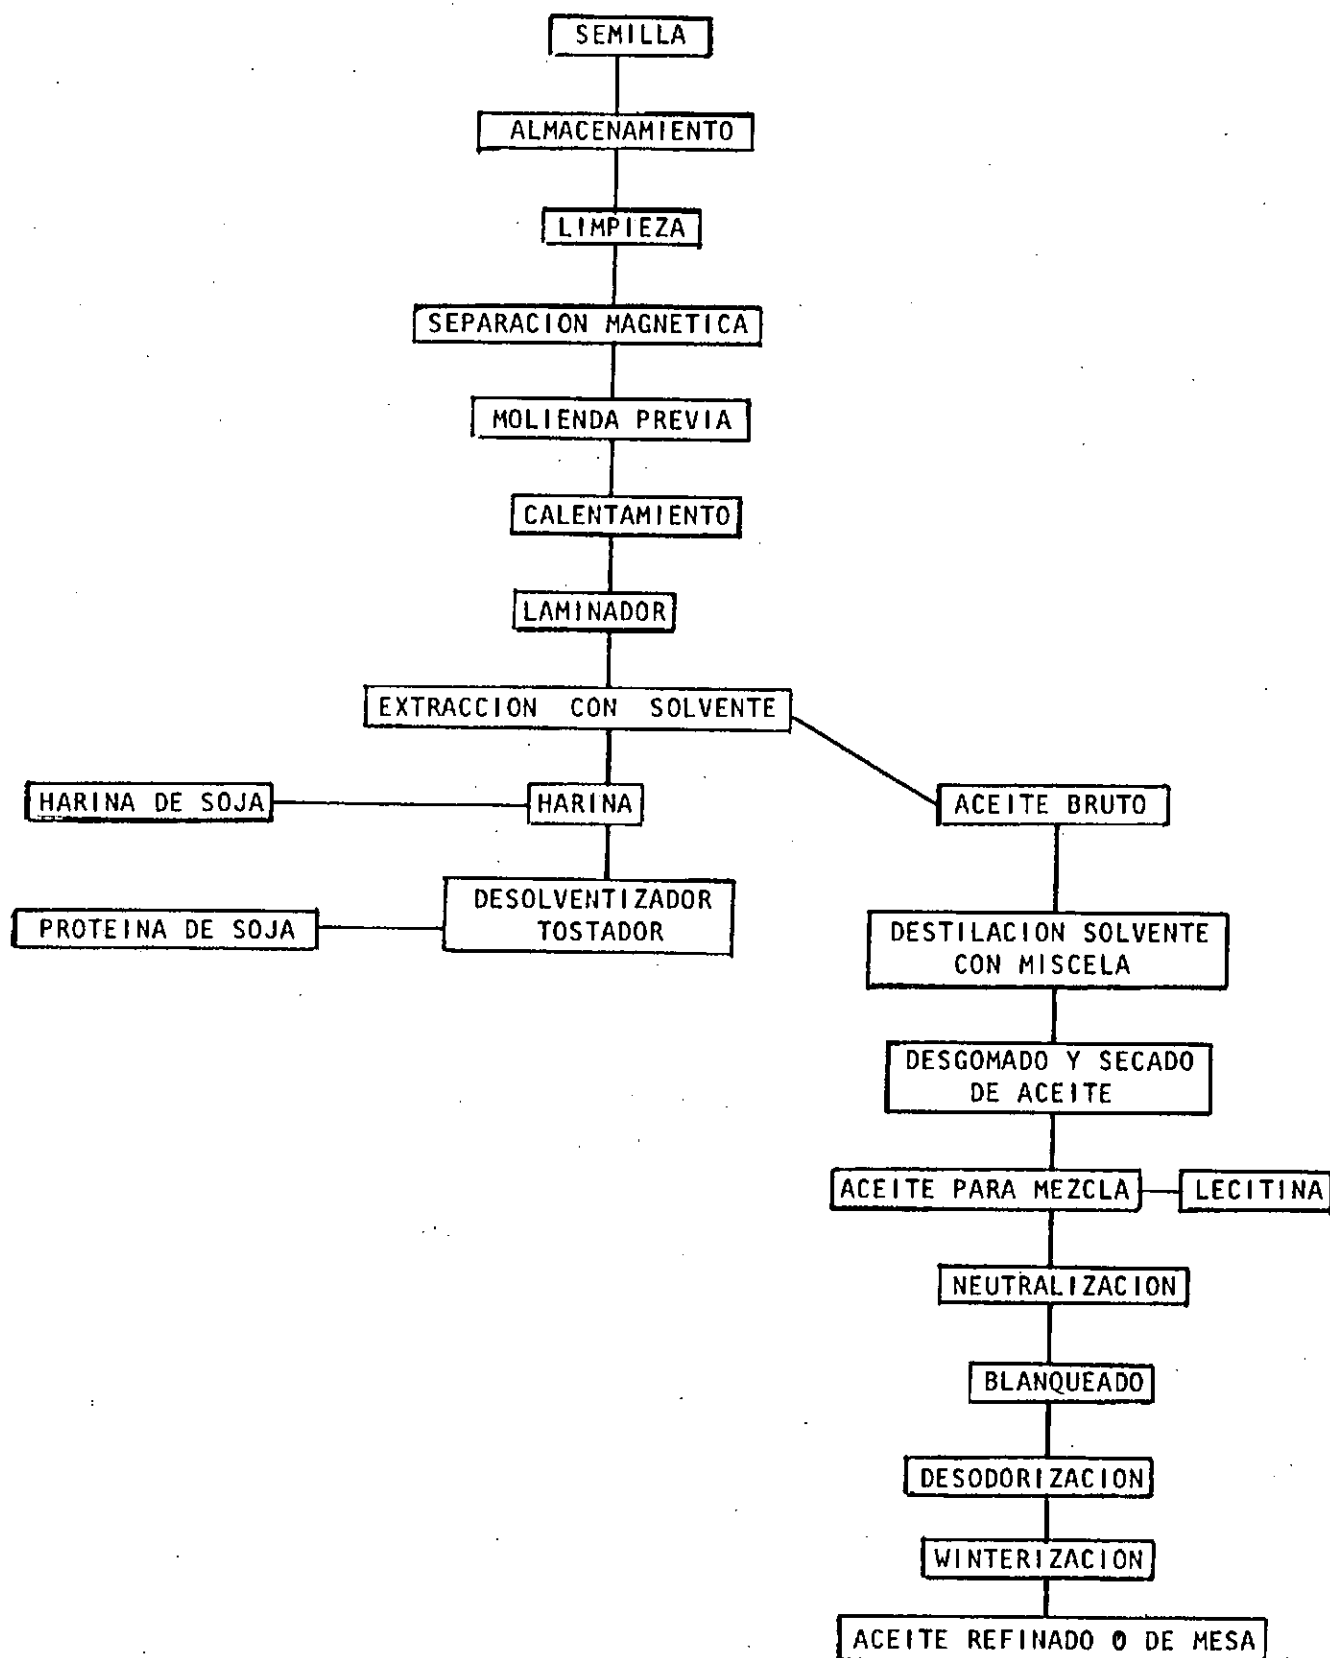 SEMILLA
ALMACENAMIENTO
LIMPIEZA
SEPARACION MAGNETICA
MOLIENDA PREVIA
CALENTAMIENTO
LAMINADOR
EXTRACCION CON SOLVENTE
HARINA DE SOJA
HARINA
ACEITE BRUTO
DESOLVENTIZADOR
TOSTADOR
PROTEINA DE SOJA
DESTILACION SOLVENTE
CON MISCELA
DESGOMADO Y SECADO
DE ACEITE
ACEITE PARA MEZCLA
LECITINA
NEUTRALIZACION
BLANQUEADO
DESODORIZACION
WINTERIZACION
ACEITE REFINADO O DE MESA